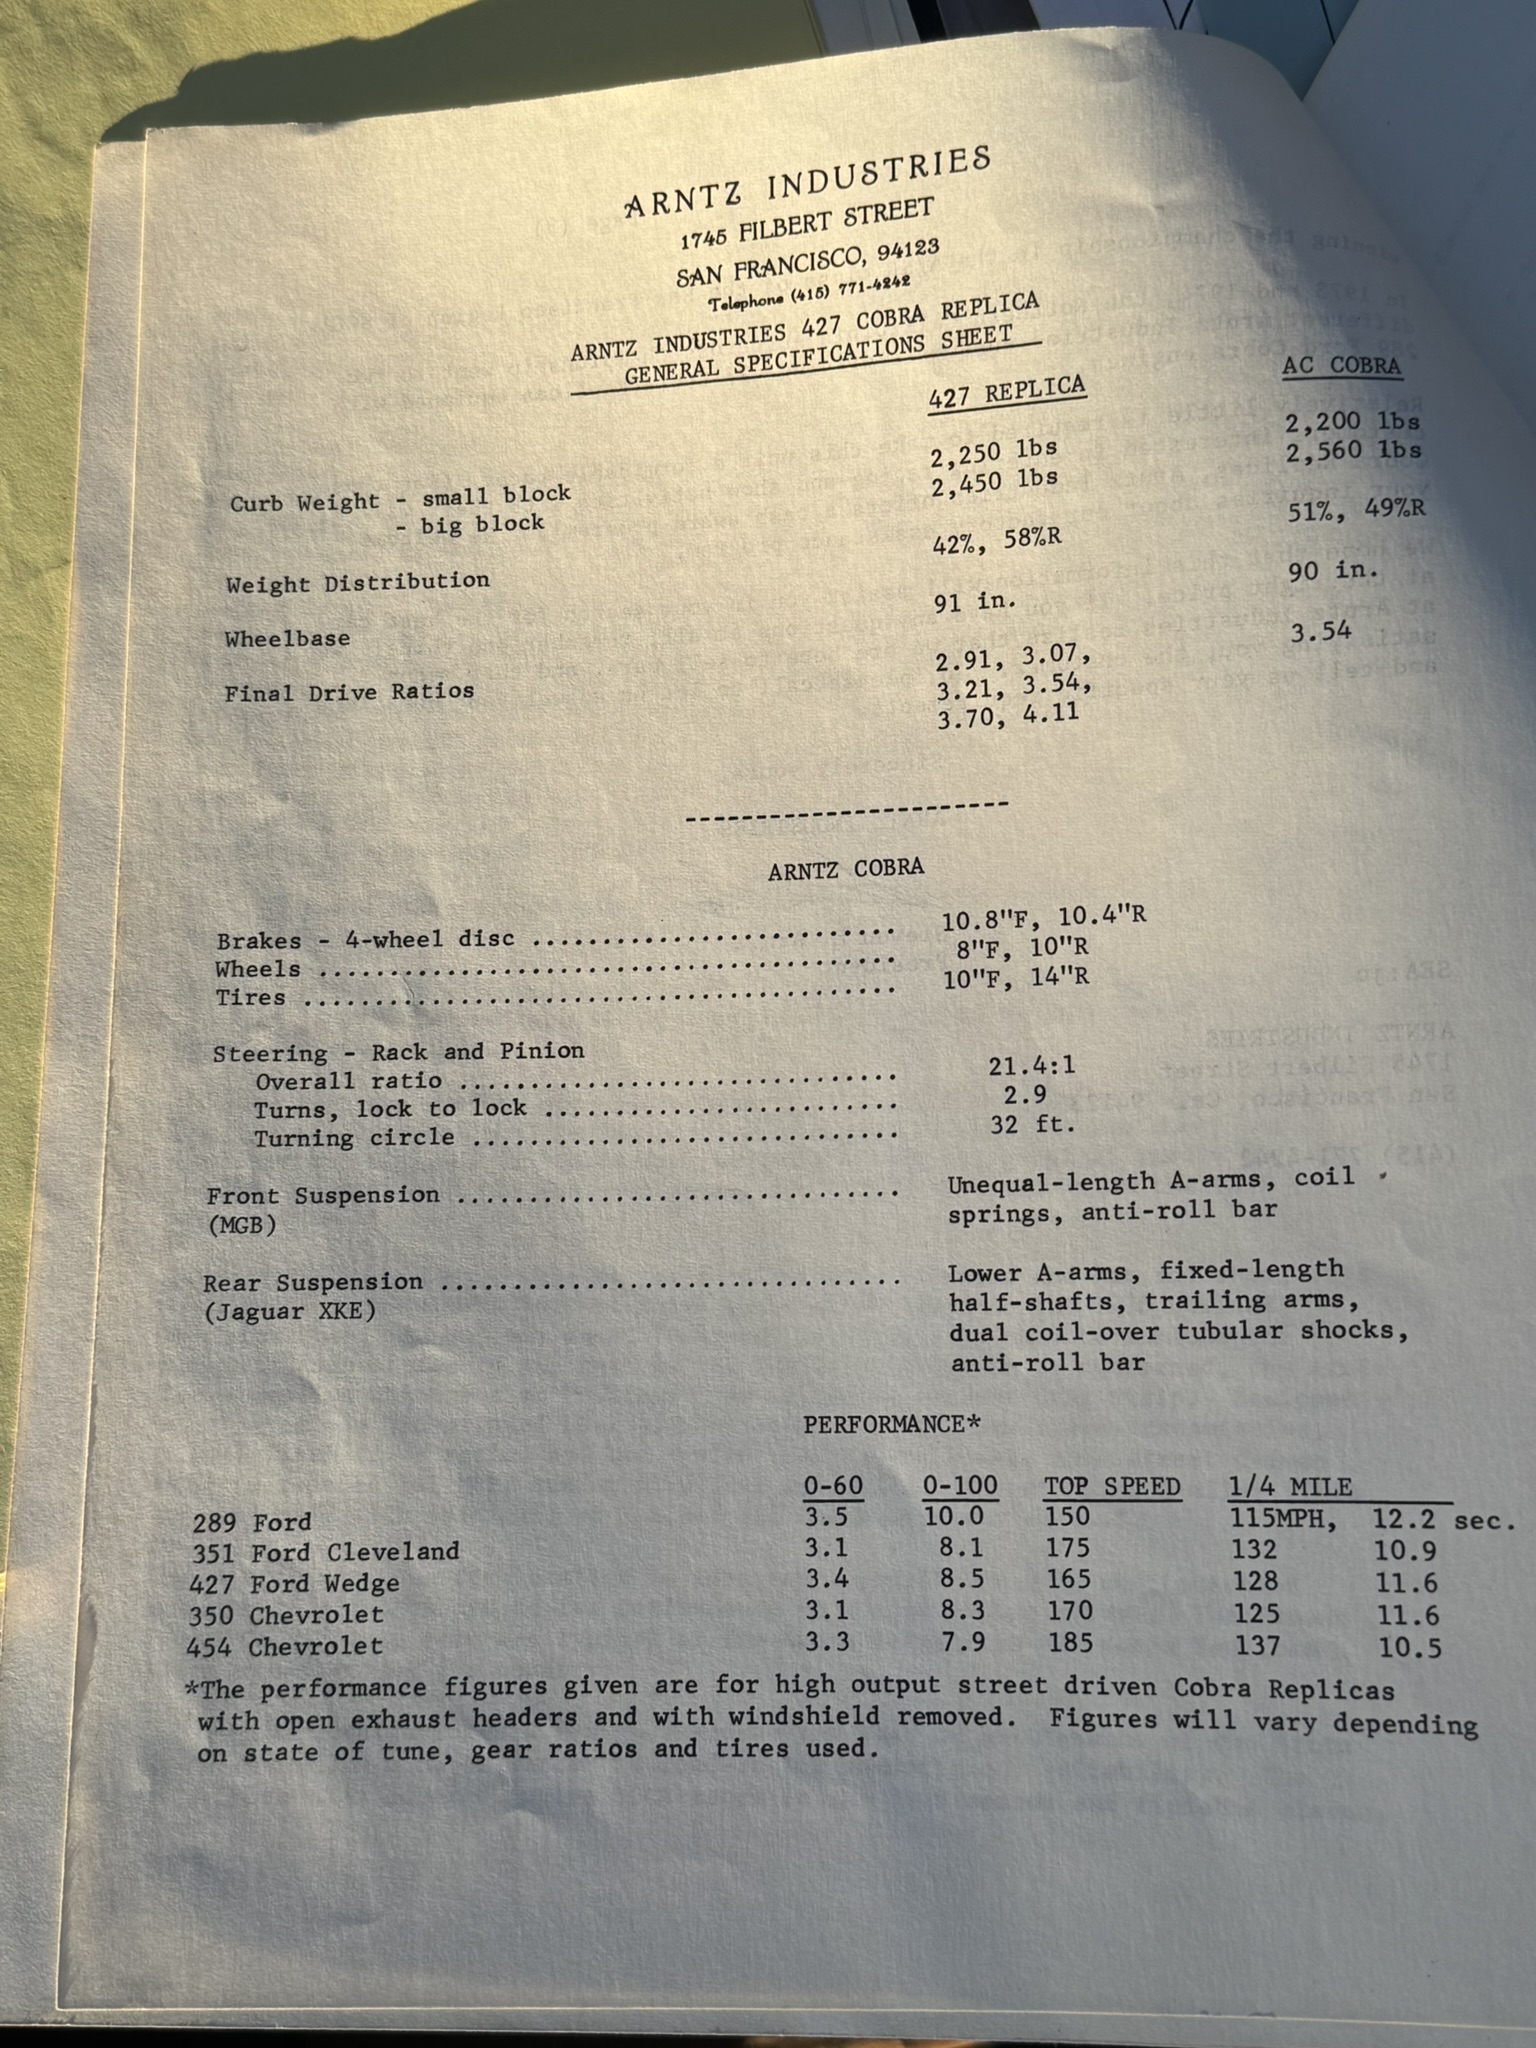 ARNTZ INDUSTRIES
1745 FILBERT STREET
SAN FRANCISCO, 94123
Telephone (415) 771-4242
ARNTZ INDUSTRIES 427 COBRA REPLICA
GENERAL SPECIFICATIONS SHEET
427 REPLICA AC COBRA
Curb Weight - small block 2,250 lbs 2,200 lbs
- big block 2,450 lbs 2,560 lbs
Weight Distribution 42%, 58%R 51%, 49%R
Wheelbase 91 in. 90 in.
Final Drive Ratios 2.91, 3.07, 3.54
3.21, 3.54,
3.70, 4.11
-----------------------
ARNTZ COBRA
Brakes - 4-wheel disc .......................... 10.8"F, 10.4"R
Wheels .......................................... 8"F, 10"R
Tires ........................................... 10"F, 14"R
Steering - Rack and Pinion
Overall ratio ............................... 21.4:1
Turns, lock to lock ......................... 2.9
Turning circle .............................. 32 ft.
Front Suspension ................................ Unequal-length A-arms, coil
(MGB) springs, anti-roll bar
Rear Suspension ................................. Lower A-arms, fixed-length
(Jaguar XKE) half-shafts, trailing arms,
dual coil-over tubular shocks,
anti-roll bar
PERFORMANCE*
0-60 0-100 TOP SPEED 1/4 MILE
289 Ford 3.5 10.0 150 115MPH, 12.2 sec.
351 Ford Cleveland 3.1 8.1 175 132 10.9
427 Ford Wedge 3.4 8.5 165 128 11.6
350 Chevrolet 3.1 8.3 170 125 11.6
454 Chevrolet 3.3 7.9 185 137 10.5
*The performance figures given are for high output street driven Cobra Replicas
with open exhaust headers and with windshield removed. Figures will vary depending
on state of tune, gear ratios and tires used.